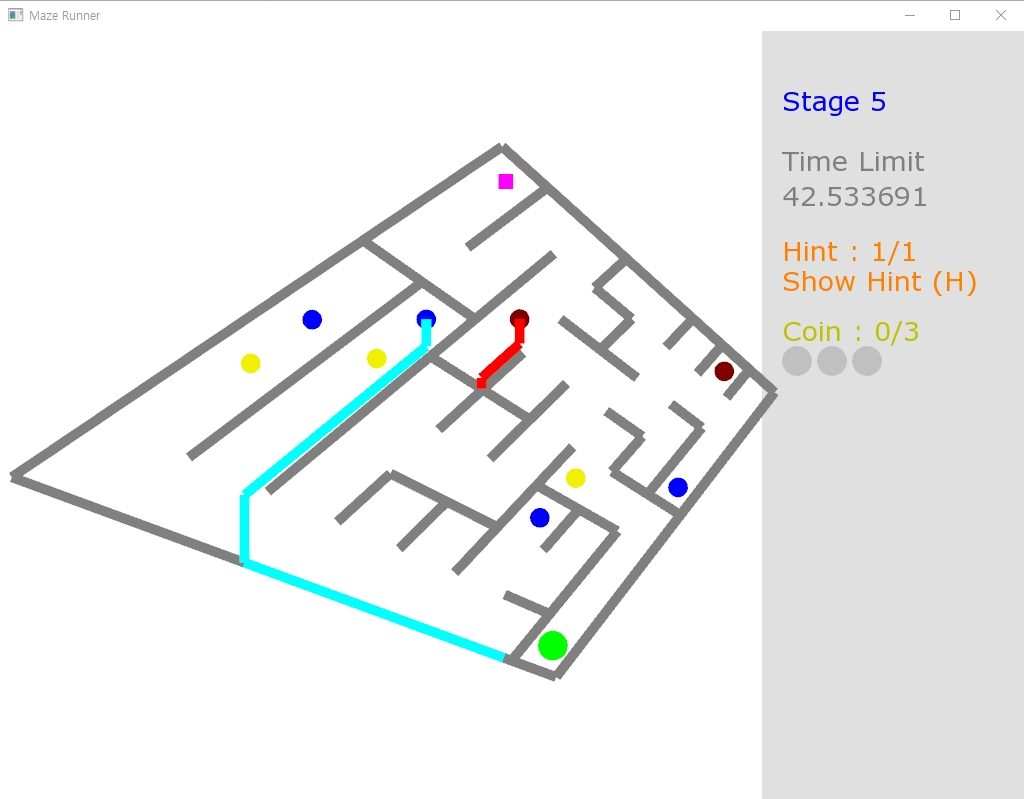 Maze Runner
Stage 5
Time Limit
42.533691
Hint : 1/1
Show Hint (H)
Coin : 0/3